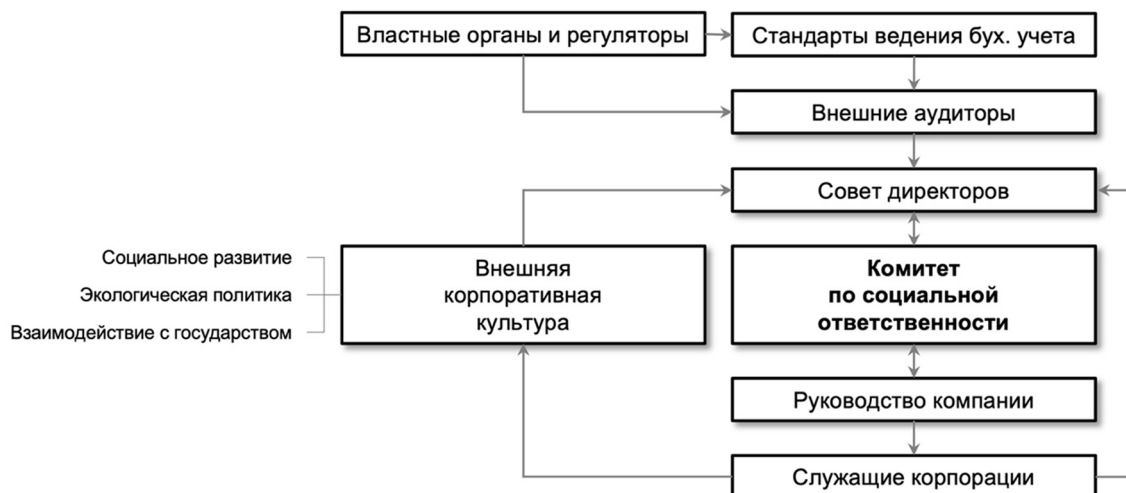 Властные органы и регуляторы
Стандарты ведения бух. учета
Внешние аудиторы
Совет директоров
Социальное развитие
Экологическая политика
Взаимодействие с государством
Внешняя
корпоративная
культура
Комитет
по социальной
ответственности
Руководство компании
Служащие корпорации